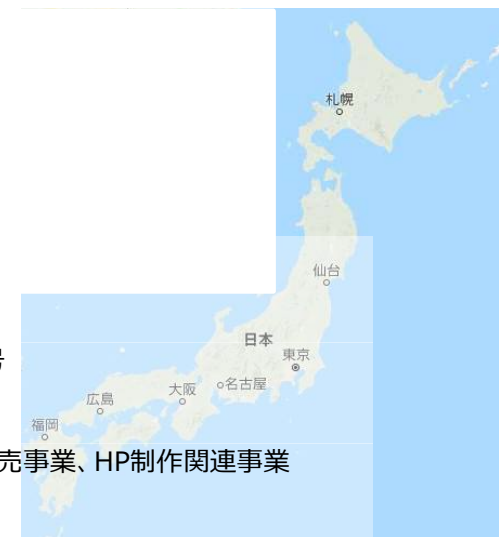 札幌
仙台
日本
東京
号
名古屋
大阪
広島
福岡
売事業、HP制作関連事業